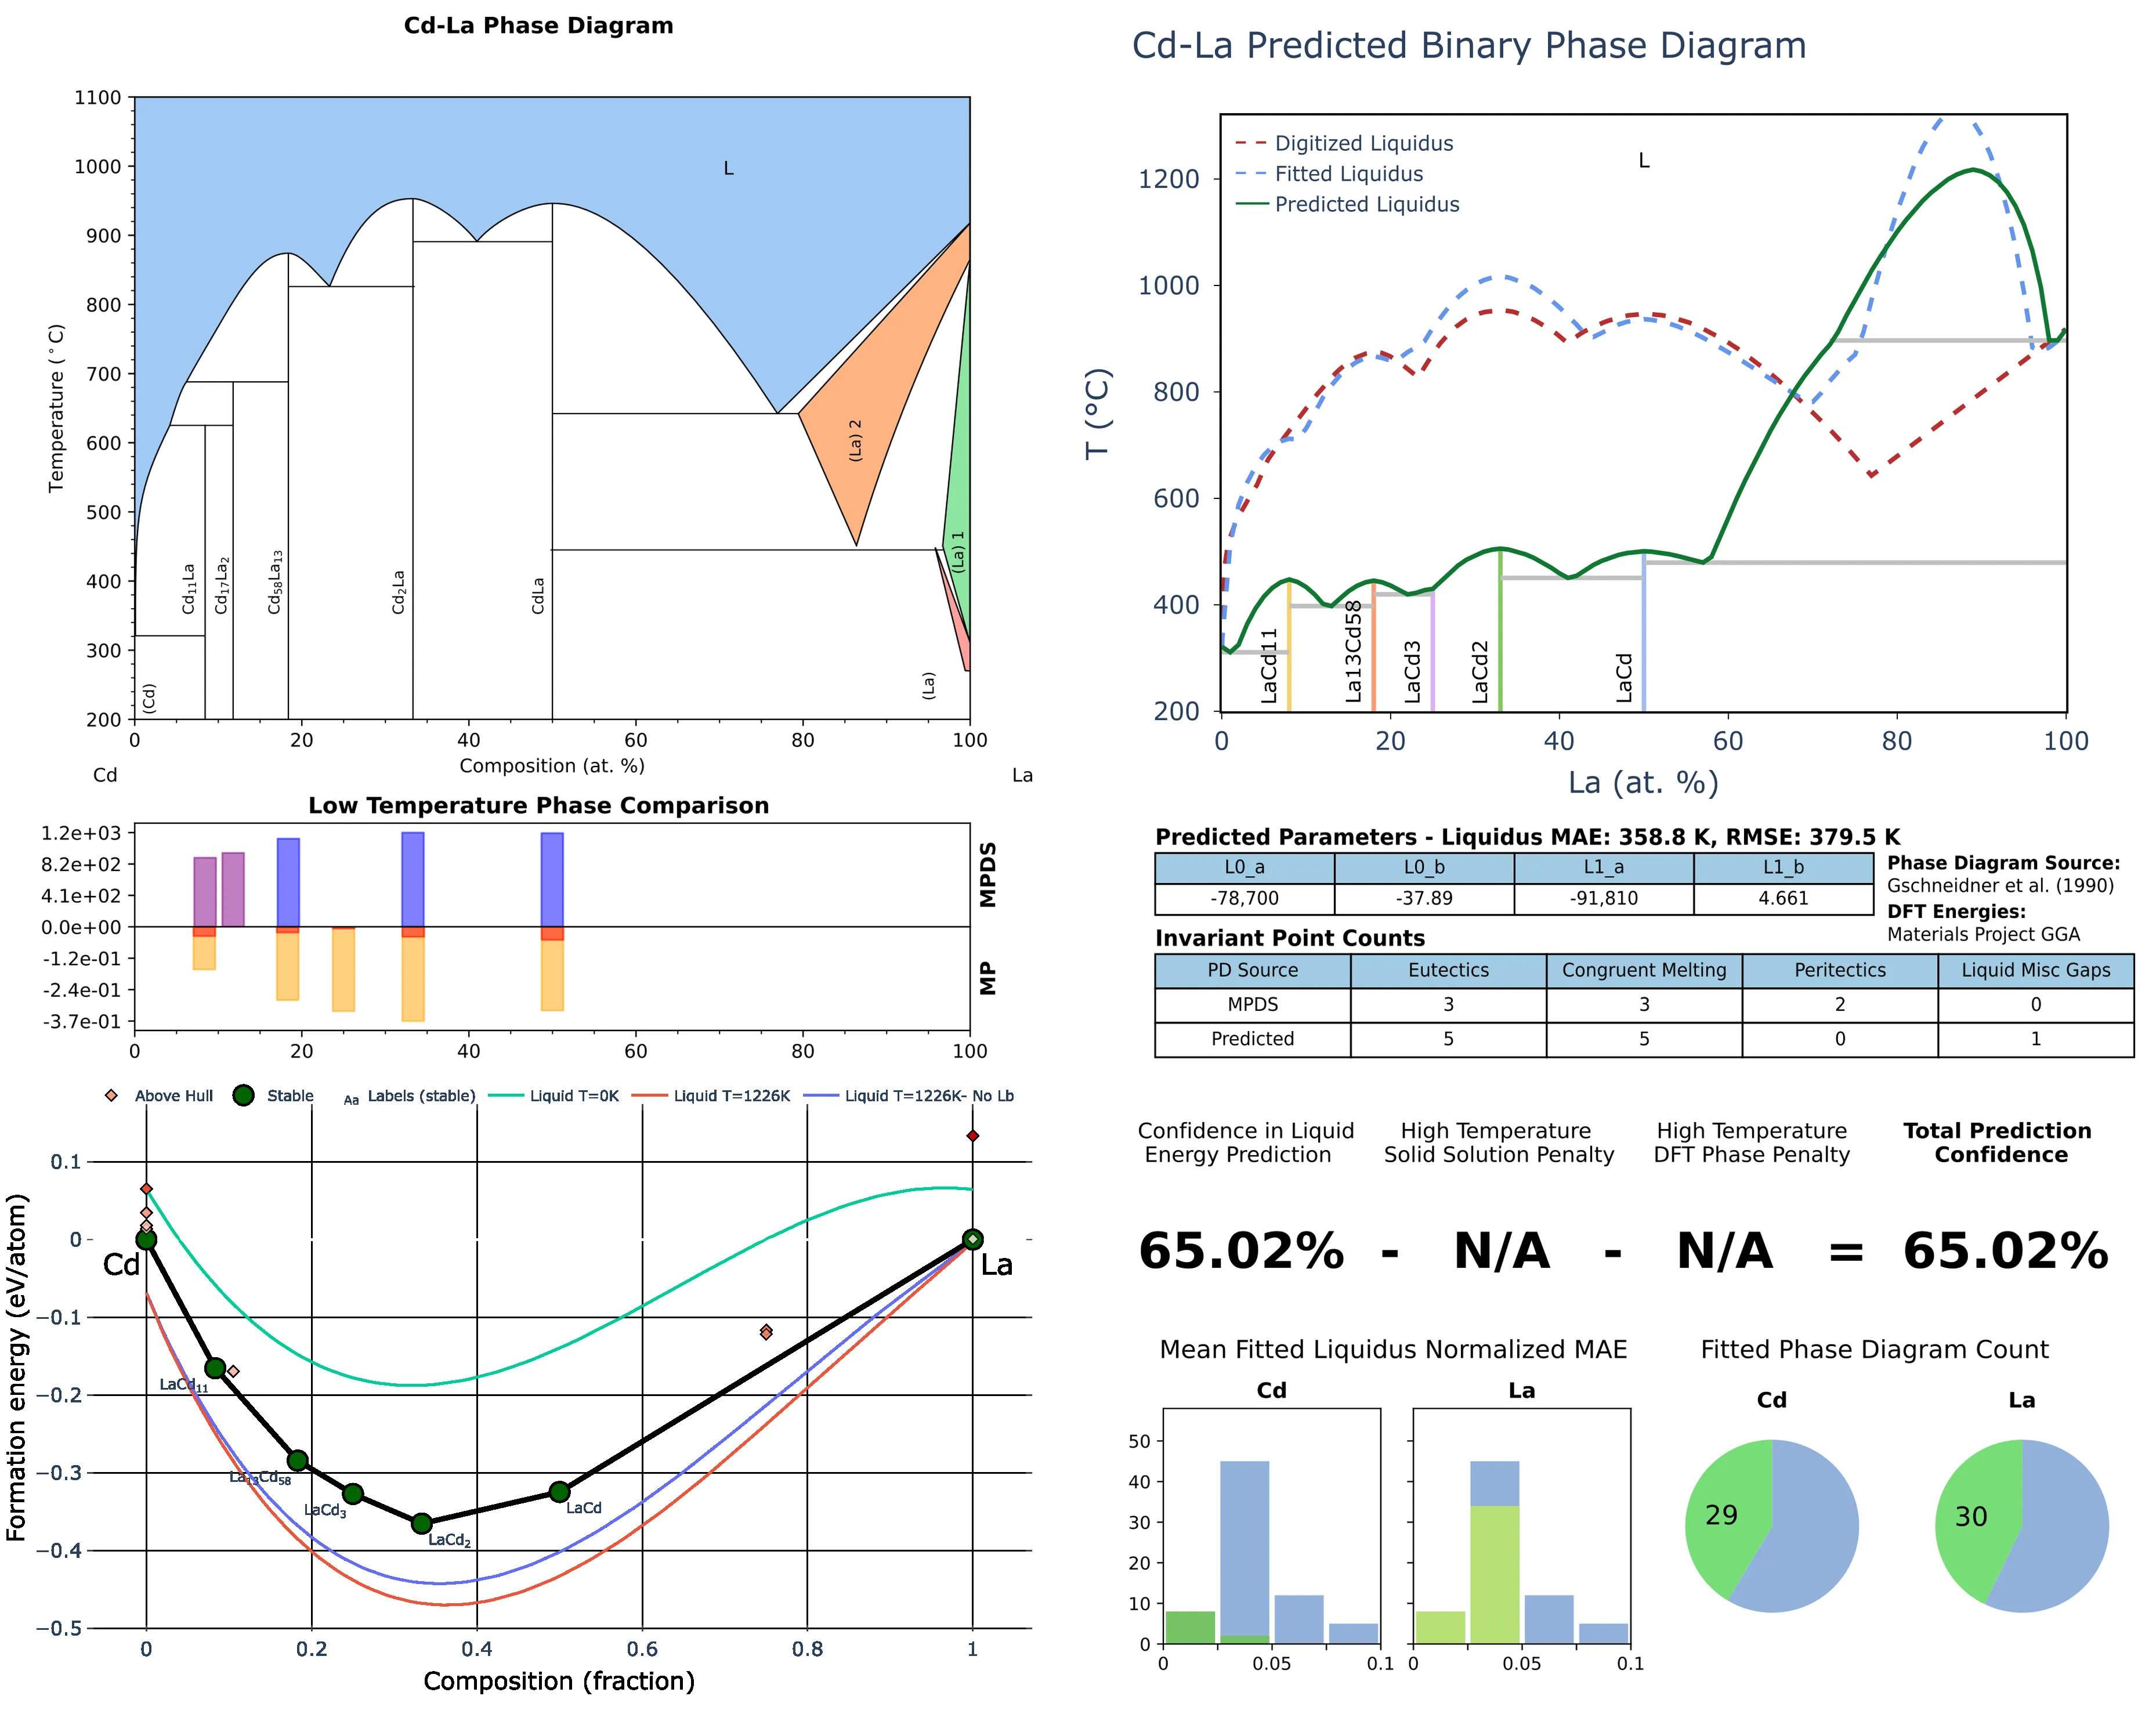 Cd-La Phase Diagram
1100
1000
900
800
700
600
500
400
300
200
Temperature (°C)
L
(La) 2
(La) 1
(La)
(Cd)
Cd11La
Cd17La2
Cd58La13
Cd2La
CdLa
0 20 40 60 80 100
Composition (at. %)
Cd La
Cd-La Predicted Binary Phase Diagram
Digitized Liquidus
Fitted Liquidus
Predicted Liquidus
L
1200
1000
800
600
400
200
T (°C)
LaCd11
La13Cd58
LaCd3
LaCd2
LaCd
0 20 40 60 80 100
La (at. %)
Low Temperature Phase Comparison
1.2e+03
8.2e+02
4.1e+02
0.0e+00
-1.2e-01
-2.4e-01
-3.7e-01
MPDS
MP
0 20 40 60 80 100
Predicted Parameters - Liquidus MAE: 358.8 K, RMSE: 379.5 K
L0_a L0_b L1_a L1_b
-78,700 -37.89 -91,810 4.661
Phase Diagram Source:
Gschneidner et al. (1990)
DFT Energies:
Materials Project GGA
Invariant Point Counts
PD Source Eutectics Congruent Melting Peritectics Liquid Misc Gaps
MPDS 3 3 2 0
Predicted 5 5 0 1
Above Hull Stable Aa Labels (stable) Liquid T=0K Liquid T=1226K Liquid T=1226K- No Lb
0.1
0
−0.1
−0.2
−0.3
−0.4
−0.5
Formation energy (eV/atom)
Cd
La
LaCd11
La13Cd58
LaCd3
LaCd2
LaCd
0 0.2 0.4 0.6 0.8 1
Composition (fraction)
Confidence in Liquid
Energy Prediction
High Temperature
Solid Solution Penalty
High Temperature
DFT Phase Penalty
Total Prediction
Confidence
65.02% - N/A - N/A = 65.02%
Mean Fitted Liquidus Normalized MAE
Cd La
50
40
30
20
10
0
0 0.05 0.1
0 0.05 0.1
Fitted Phase Diagram Count
Cd La
29 30